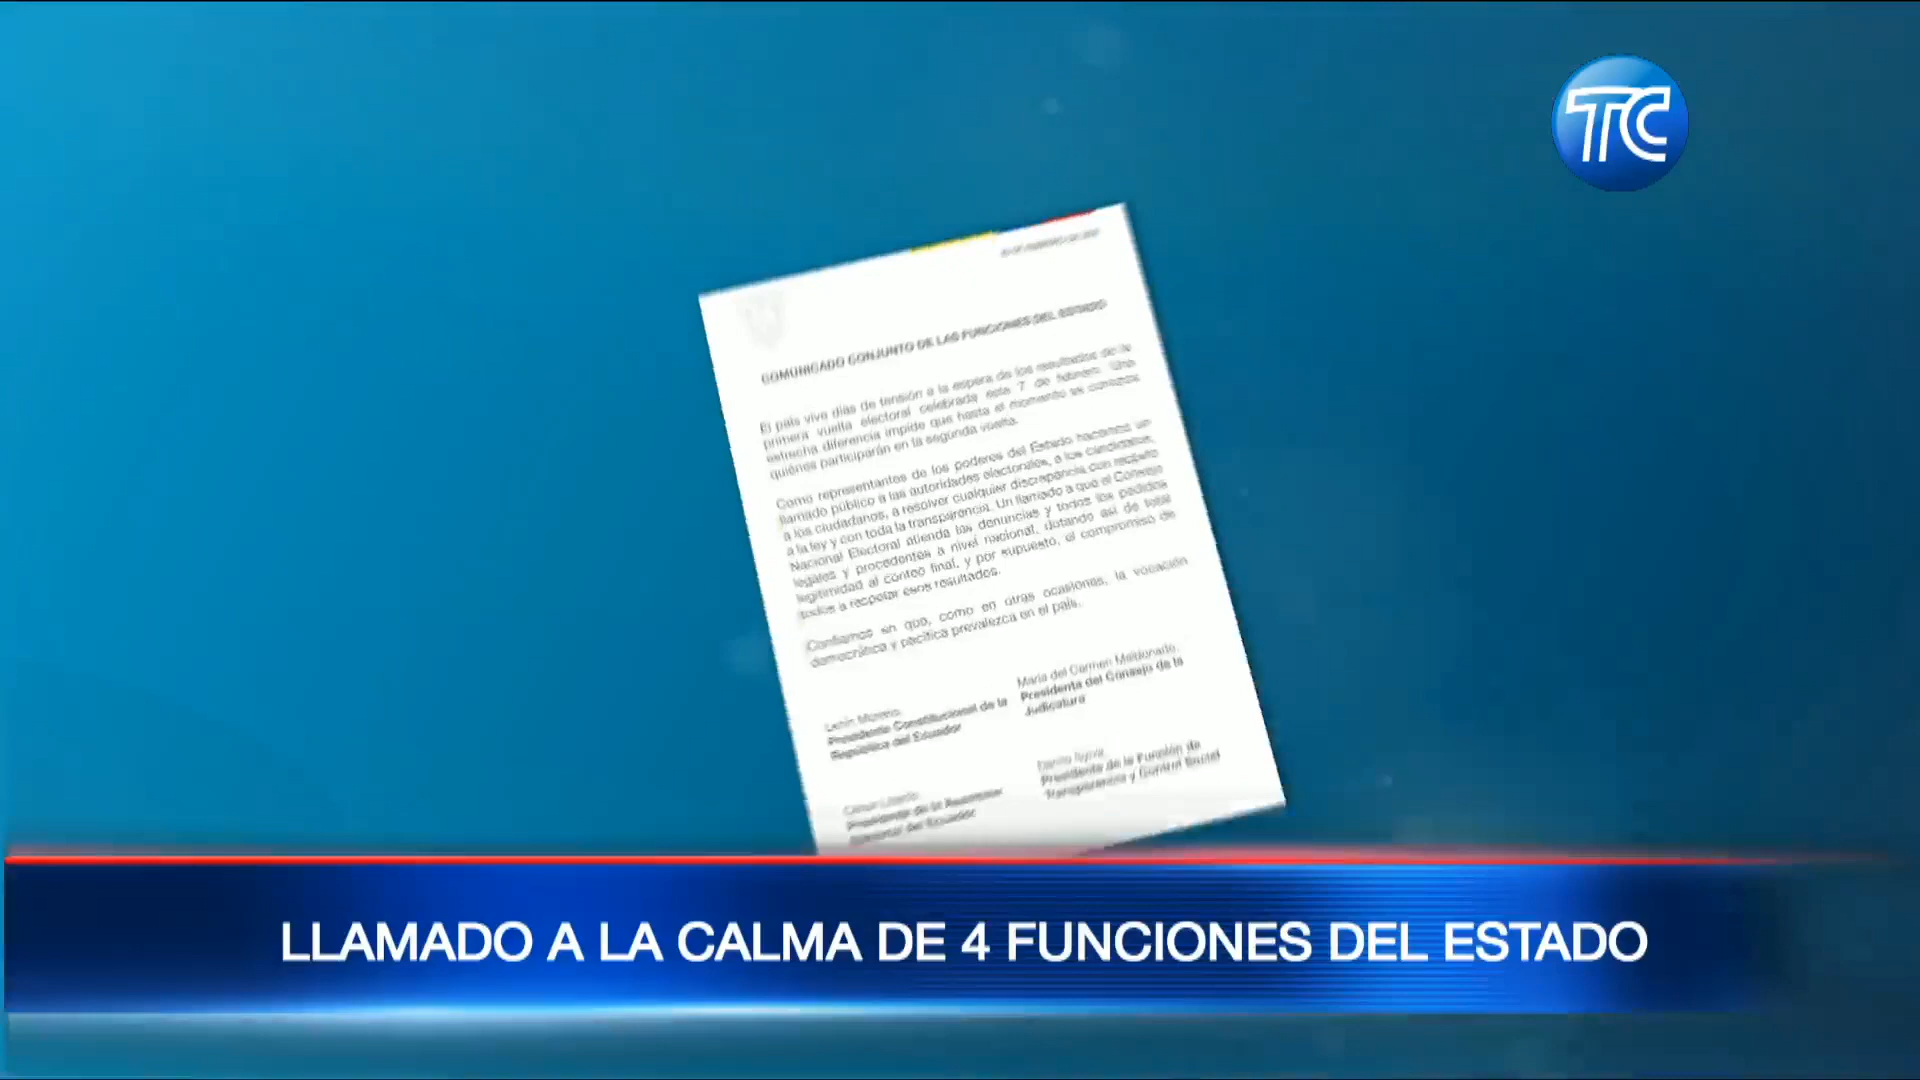 TC
COMUNICADO CONJUNTO DE LAS FUNCIONES DEL ESTADO
El país vive días de tensión a la espera de los resultados de la
primera vuelta electoral celebrada este 7 de febrero. Una
estrecha diferencia impide que hasta el momento se conozca
quiénes participarán en la segunda vuelta.
Como representantes de los poderes del Estado hacemos un
llamado público a las autoridades electorales, a los candidatos,
a los ciudadanos, a resolver cualquier discrepancia con respeto
a la ley y con toda la transparencia. Un llamado a que el Consejo
Nacional Electoral atienda las denuncias y todos los pedidos
legales y procedentes a nivel nacional, dotando así de total
legitimidad al conteo final, y por supuesto, el compromiso de
todos a respetar esos resultados.
Confiamos en que, como en otras ocasiones, la vocación
democrática y pacífica prevalezca en el país.
Lenín Moreno
Presidente Constitucional de la
República del Ecuador
María del Carmen Maldonado,
Presidenta del Consejo de la
Judicatura
César Litardo
Presidente de la Asamblea
Nacional del Ecuador
Presidente de la Función de
Transparencia y Control Social
LLAMADO A LA CALMA DE 4 FUNCIONES DEL ESTADO